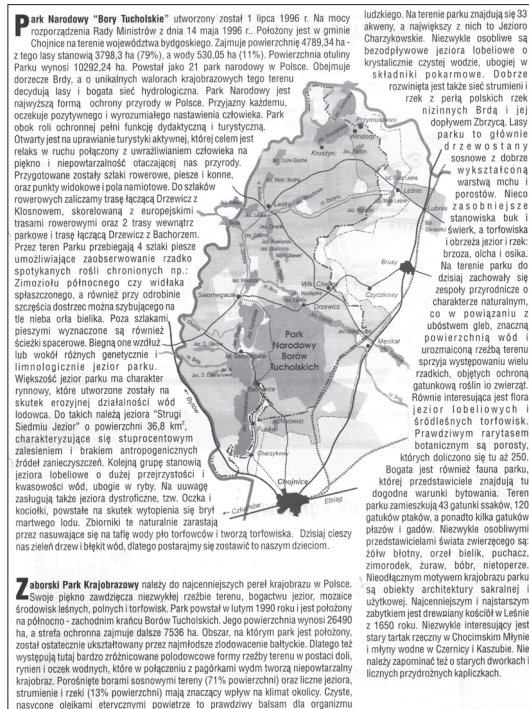 Park Narodowy "Bory Tucholskie" utworzony został 1 lipca 1996 r. Na mocy
rozporządzenia Rady Ministrów z dnia 14 maja 1996 r.. Położony jest w gminie
Chojnice na terenie województwa bydgoskiego. Zajmuje powierzchnię 4789,34 ha -
z tego lasy stanowią 3798,3 ha (79%), a wody 530,05 ha (11%). Powierzchnia otuliny
Parku wynosi 10292,2 ha. Powstał jako 21 park narodowy w Polsce. Obejmuje
dorzecze Brdy, a o unikalnych walorach krajobrazowych tego terenu
decydują lasy i bogata sieć hydrologiczna. Park Narodowy jest
najwyższą formą ochrony przyrody w Polsce. Przyjazny każdemu,
oczekuje pozytywnego i wyrozumiałego nastawienia człowieka. Park
obok roli ochronnej pełni funkcję dydaktyczną i turystyczną.
Otwarty jest na uprawianie turystyki aktywnej, której celem jest
relaks w ruchu połączony z uwrażliwianiem człowieka na
piękno i niepowtarzalność otaczającej nas przyrody.
Przygotowane zostały szlaki rowerowe, piesze i konne,
oraz punkty widokowe i pola namiotowe. Do szlaków
rowerowych zaliczamy trasę łączącą Drzewicz z
Klosnowem, skorelowaną z europejskimi
trasami rowerowymi oraz 2 trasy wewnątrz
parkowe i trasę łączącą Drzewicz z Bachorzem.
Przez teren Parku przebiegają 4 szlaki piesze
umożliwiające zaobserwowanie rzadko
spotykanych rośli chronionych np.:
Zimoziołu północnego czy widłaka
spłaszczonego, a również przy odrobinie
szczęścia dostrzec można szybującego na
tle nieba orła bielika. Poza szlakami
pieszymi wyznaczone są również
ścieżki spacerowe. Biegną one wzdłuż
lub wokół różnych genetycznie i
limnologicznie jezior parku.
Większość jezior parku ma charakter
rynnowy, które utworzone zostały na
skutek erozyjnej działalności wód
lodowca. Do takich należą jeziora "Strugi
Siedmiu Jezior" o powierzchni 36,8 km²,
charakteryzujące się stuprocentowym
zalesieniem i brakiem antropogenicznych
źródeł zanieczyszczeń. Kolejną grupę stanowią
jeziora lobeliowe o dużej przejrzystości i
kwasowości wód, ubogie w ryby. Na uuwagę
zasługują także jeziora dystroficzne, tzw. Oczka i
kociołki, powstałe na skutek wytopienia się brył
martwego lodu. Zbiorniki te naturalnie zarastają
przez nasuwające się na taflę wody pło torfowców i tworzą torfowiska. Dzisiaj cieszy
nas zieleń drzew i błękit wód, dlatego postarajmy się zostawić to naszym dzieciom.
Zaborski Park Krajobrazowy należy do najcenniejszych pereł krajobrazu w Polsce.
Swoje piękno zawdzięcza niezwykłej rzeźbie terenu, bogactwu jezior, mozaice
środowisk leśnych, polnych i torfowisk. Park powstał w lutym 1990 roku i jest położony
na północno - zachodnim krańcu Borów Tucholskich. Jego powierzchnia wynosi 26490
ha, a strefa ochronna zajmuje dalsze 7536 ha. Obszar, na którym park jest położony,
został ostatecznie ukształtowany przez najmłodsze zlodowacenie bałtyckie. Dlatego też
występują tutaj bardzo zróżnicowane polodowcowe formy rzeźby terenu w postaci doli,
rynien i oczek wodnych, które w połączeniu z pagórkami wydm tworzą niepowtarzalny
krajobraz. Porośnięte borami sosnowymi tereny (71% powierzchni) oraz liczne jeziora,
strumienie i rzeki (13% powierzchni) mają znaczący wpływ na klimat okolicy. Czyste,
nasycone olejkami eterycznymi powietrze to prawdziwy balsam dla organizmu
ludzkiego. Na terenie parku znajdują się 33
akweny, a największy z nich to Jezioro
Charzykowskie. Niezwykle osobliwe są
bezodpływowe jeziora lobeliowe o
krystalicznie czystej wodzie, ubogiej w
składniki pokarmowe. Dobrze
rozwinięta jest także sieć strumieni i
rzek z perłą polskich rzek
nizinnych Brdą i jej
dopływem Zbrzycą. Lasy
parku to głównie
drzewostany
sosnowe z dobrze
wykształconą
warstwą mchu i
porostów. Nieco
zasobniejsze
stanowiska buk i
świerk, a torfowiska
i obrzeża jezior i rzek:
brzoza, olcha i osika.
Na terenie parku do
dzisiaj zachowały się
zespoły przyrodnicze o
charakterze naturalnym,
co w powiązaniu z
ubóstwem gleb, znaczną
powierzchnią wód i
urozmaiconą rzeźbą terenu
sprzyja występowaniu wielu
rzadkich, objętych ochroną
gatunkową roślin io zwierząt.
Równie interesująca jest flora
jezior lobeliowych i
śródleśnych torfowisk.
Prawdziwym rarytasem
botanicznym są porosty,
których doliczono się tu aż 250.
Bogata jest również fauna parku,
której przedstawiciele znajdują tu
dogodne warunki bytowania. Teren
parku zamieszkują 43 gatunki ssaków, 120
gatuków ptaków, a ponadto kilka gatuków
płazów i gadów. Niezwykle osobliwymi
przedstawicielami świata zwierzęcego są:
żółw błotny, orzeł bielik, puchacz,
zimorodek, żuraw, bóbr, nietoperze.
Nieodłącznym motywem krajobrazu parku
są obiekty architektury sakralnej i
użytkowej. Najcenniejszym i najstarszym
zabytkiem jest drewniany kościół w Leśnie
z 1650 roku. Niezwykle interesujący jest
stary tartak rzeczny w Chocimskim Młynie
i młyny wodne w Czernicy i Kaszubie. Nie
należy zapominać też o starych dworkach i
licznych przydrożnych kapliczkach.
Przymuszewo
Windorp
Kruszyn
Leśno
Laska
Lubnia
Brusy
Wlk. Chełmy
Swornegacie
Drzewicz
Czyczkowy
Męcikał
Park
Narodowy
Borów
Tucholskich
Bachorze
Funka
Charzykowy
Bytów
Chojnice
Człuchów
Elbląg